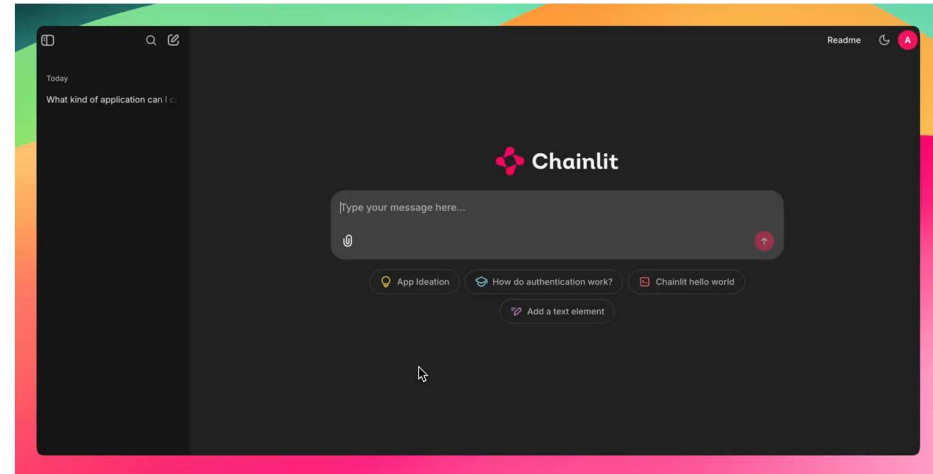 Readme
A
Today
What kind of application can I
Chainlit
Type your message here...
App Ideation
How do authentication work?
Chainlit hello world
Add a text element